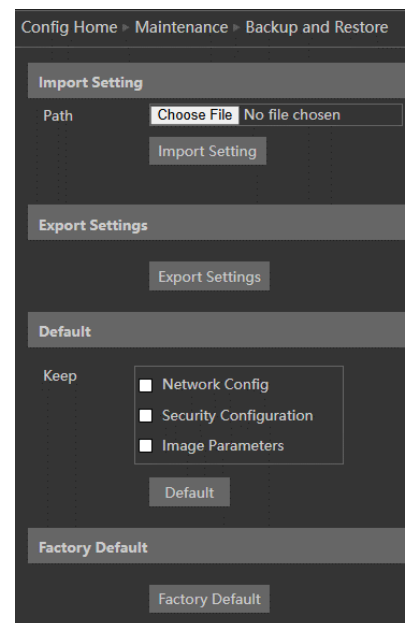 Config Home ▸ Maintenance ▸ Backup and Restore
Import Setting
Path Choose File No file chosen
Import Setting
Export Settings
Export Settings
Default
Keep
Network Config
Security Configuration
Image Parameters
Default
Factory Default
Factory Default